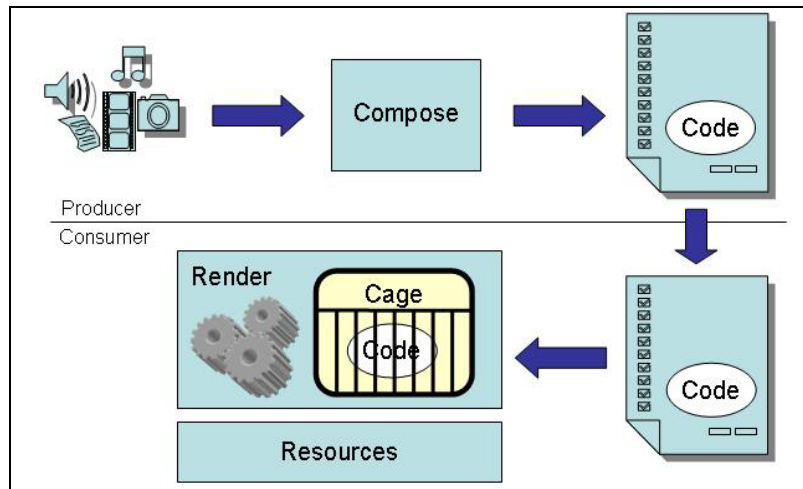 Compose
Code
Producer
Consumer
Render
Cage
Code
Code
Resources